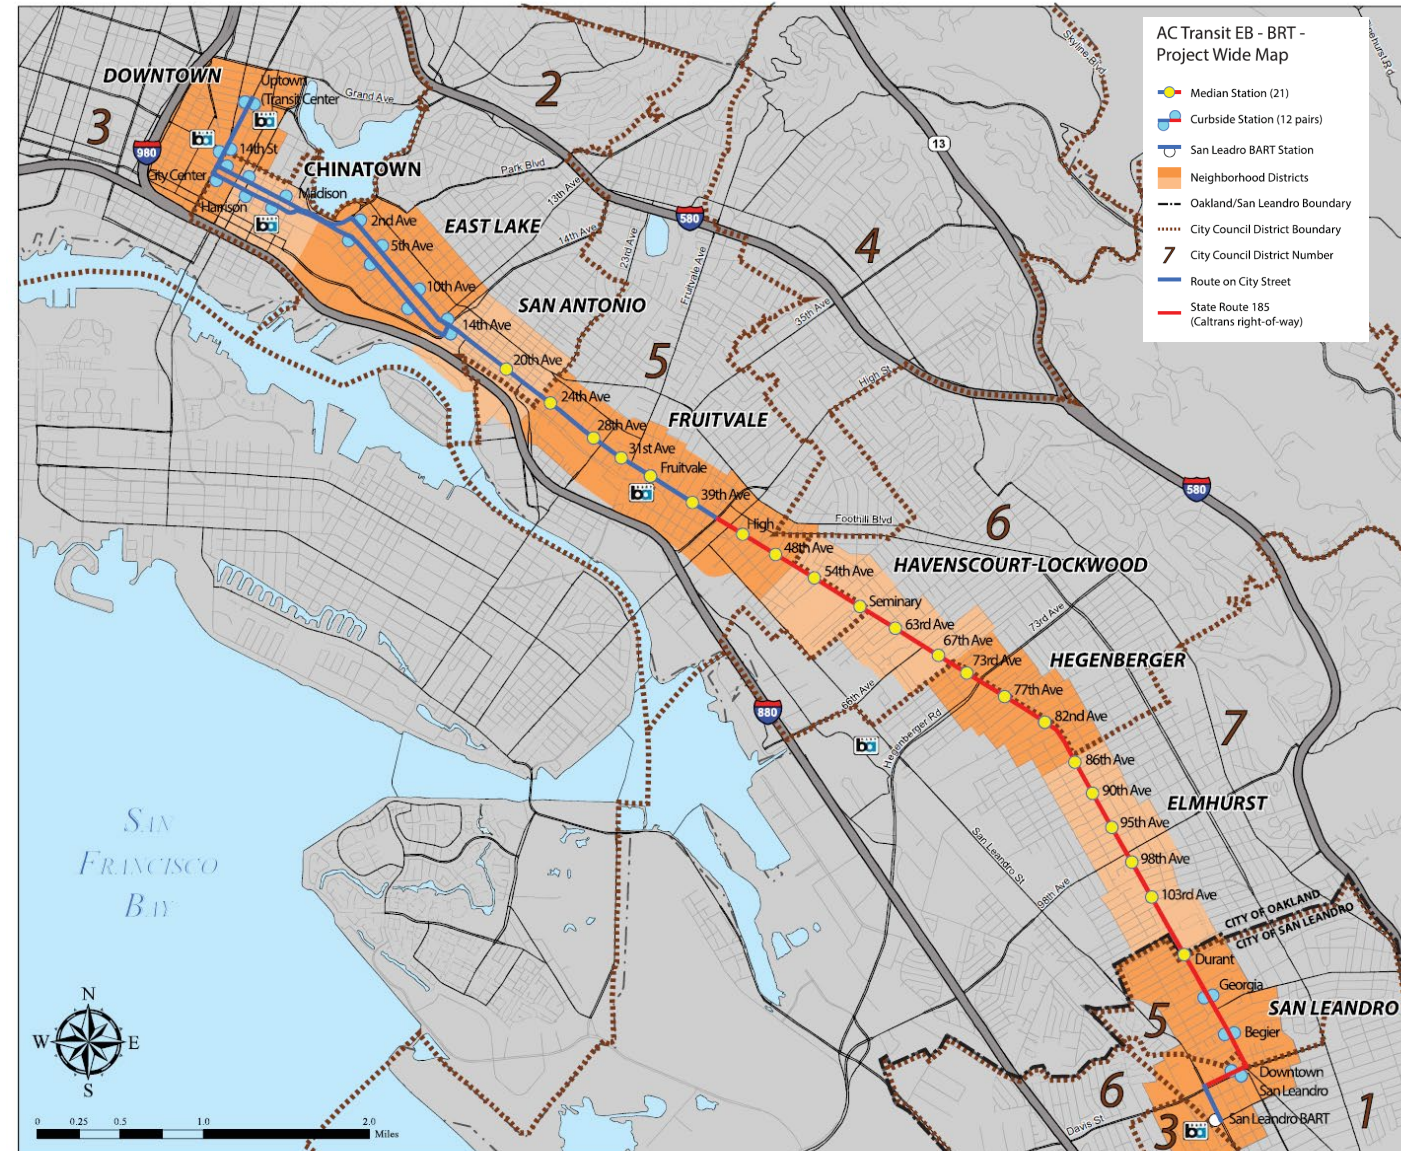 AC Transit EB - BRT -
Project Wide Map
Median Station (21)
Curbside Station (12 pairs)
San Leadro BART Station
Neighborhood Districts
Oakland/San Leandro Boundary
City Council District Boundary
7 City Council District Number
Route on City Street
State Route 185
(Caltrans right-of-way)
Skyline Blvd
DOWNTOWN
Uptown
Transit Center
Grand Ave
2
3
980
ba
ba
14th St
13
CHINATOWN
City Center
Park Blvd
Madison
13th Ave
Harrison
ba
2nd Ave
EAST LAKE
580
14th Ave
23rd Ave
4
5th Ave
Fruitvale Ave
10th Ave
SAN ANTONIO
35th Ave
14th Ave
5
20th Ave
High St
24th Ave
28th Ave
FRUITVALE
31st Ave
Fruitvale
ba
39th Ave
580
High
Foothill Blvd
6
48th Ave
HAVENSCOURT-LOCKWOOD
54th Ave
Seminary
63rd Ave
73rd Ave
67th Ave
73rd Ave
HEGENBERGER
66th Ave
77th Ave
880
82nd Ave
7
Hegenberger Rd
ba
86th Ave
90th Ave
ELMHURST
95th Ave
SAN
FRANCISCO
BAY
San Leandro St
98th Ave
98th Ave
103rd Ave
CITY OF OAKLAND
CITY OF SAN LEANDRO
Durant
Georgia
SAN LEANDRO
5
Begier
Downtown
San Leandro
6
1
San Leandro BART
Davis St
3
ba
N
W
E
S
0 0.25 0.5 1.0 2.0
Miles